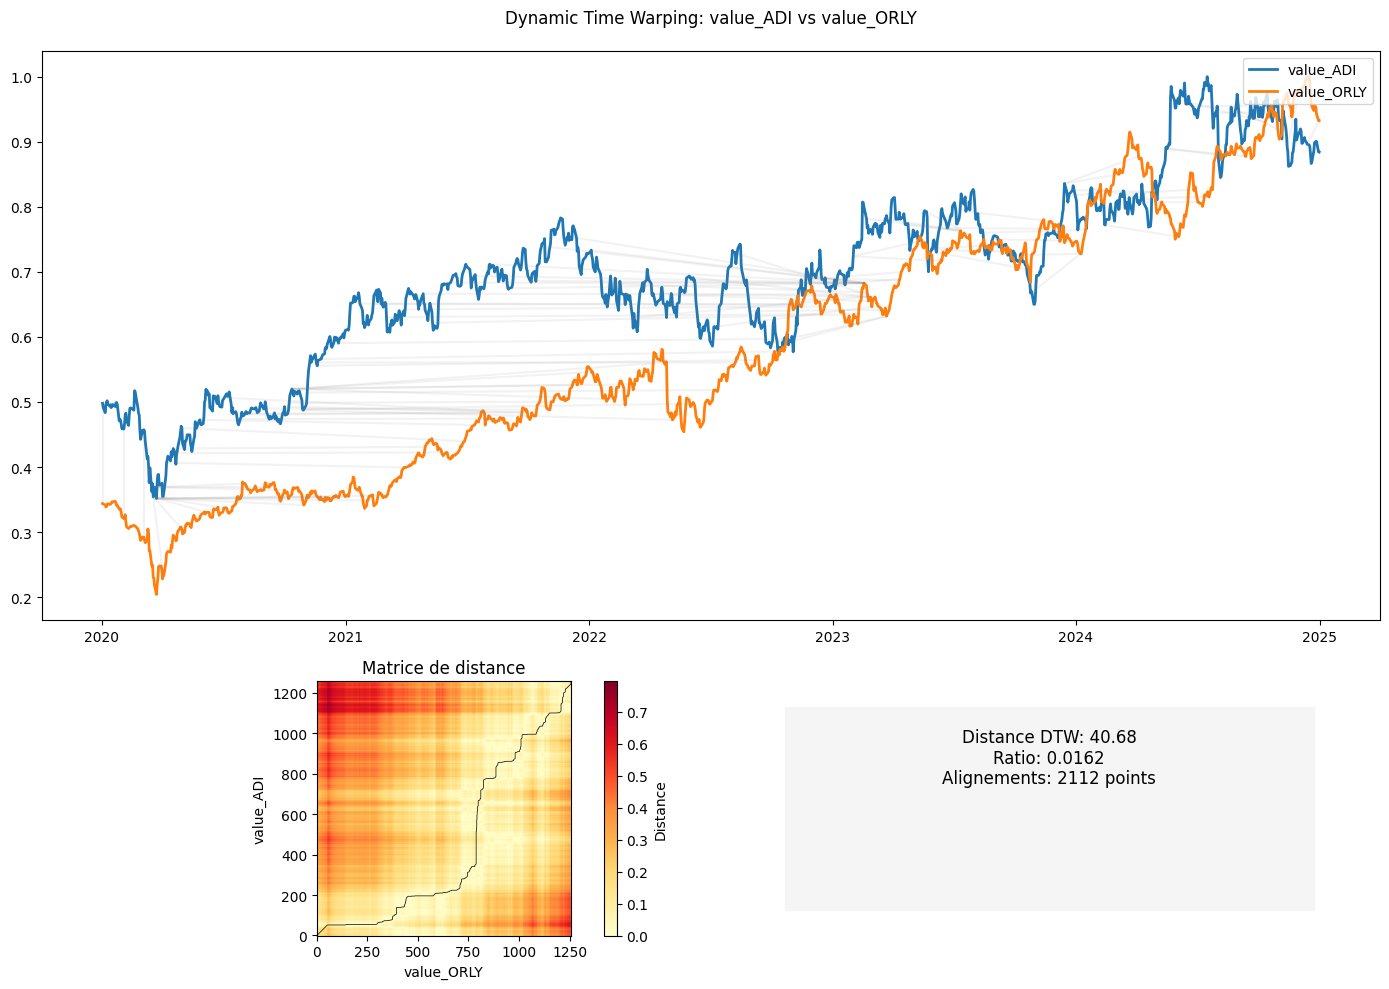 Dynamic Time Warping: value_ADI vs value_ORLY
value_ADI
value_ORLY
1.0
0.9
0.8
0.7
0.6
0.5
0.4
0.3
0.2
2020 2021 2022 2023 2024 2025
Matrice de distance
1200
1000
800
600
400
200
0
value_ADI
0 250 500 750 1000 1250
value_ORLY
0.7
0.6
0.5
0.4
0.3
0.2
0.1
0.0
Distance
Distance DTW: 40.68
Ratio: 0.0162
Alignements: 2112 points